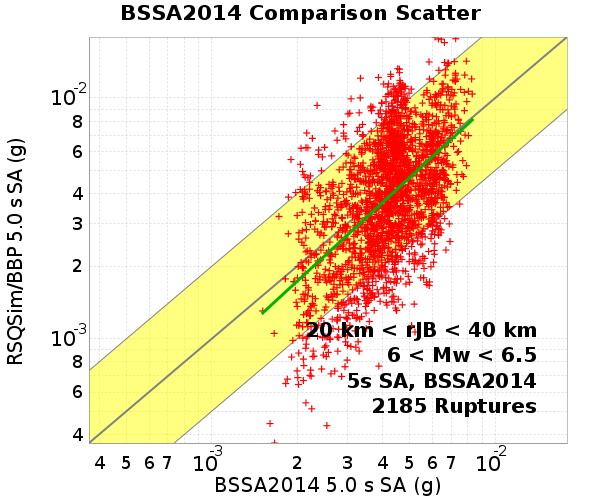 BSSA2014 Comparison Scatter
RSQSim/BBP 5.0 s SA (g)
10-2
8
6
4
3
2
10-3
8
6
4
20 km < rJB < 40 km
6 < Mw < 6.5
5s SA, BSSA2014
2185 Ruptures
4 5 6 7 10-3 2 3 4 5 6 7 10-2
BSSA2014 5.0 s SA (g)